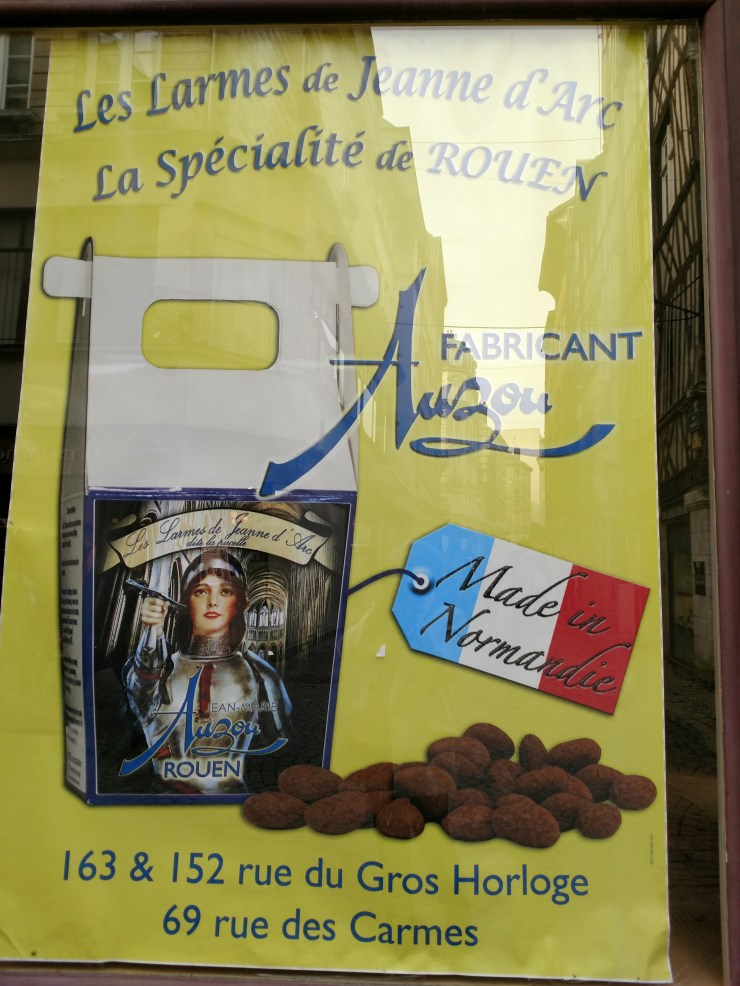 Les Larmes de Jeanne d'Arc
La Spécialité de ROUEN
FABRICANT
Auzou
Les Larmes de Jeanne d'Arc
dite la pucelle
Made in
Normandie
JEAN-MARIE
Auzou
ROUEN
163 & 152 rue du Gros Horloge
69 rue des Carmes